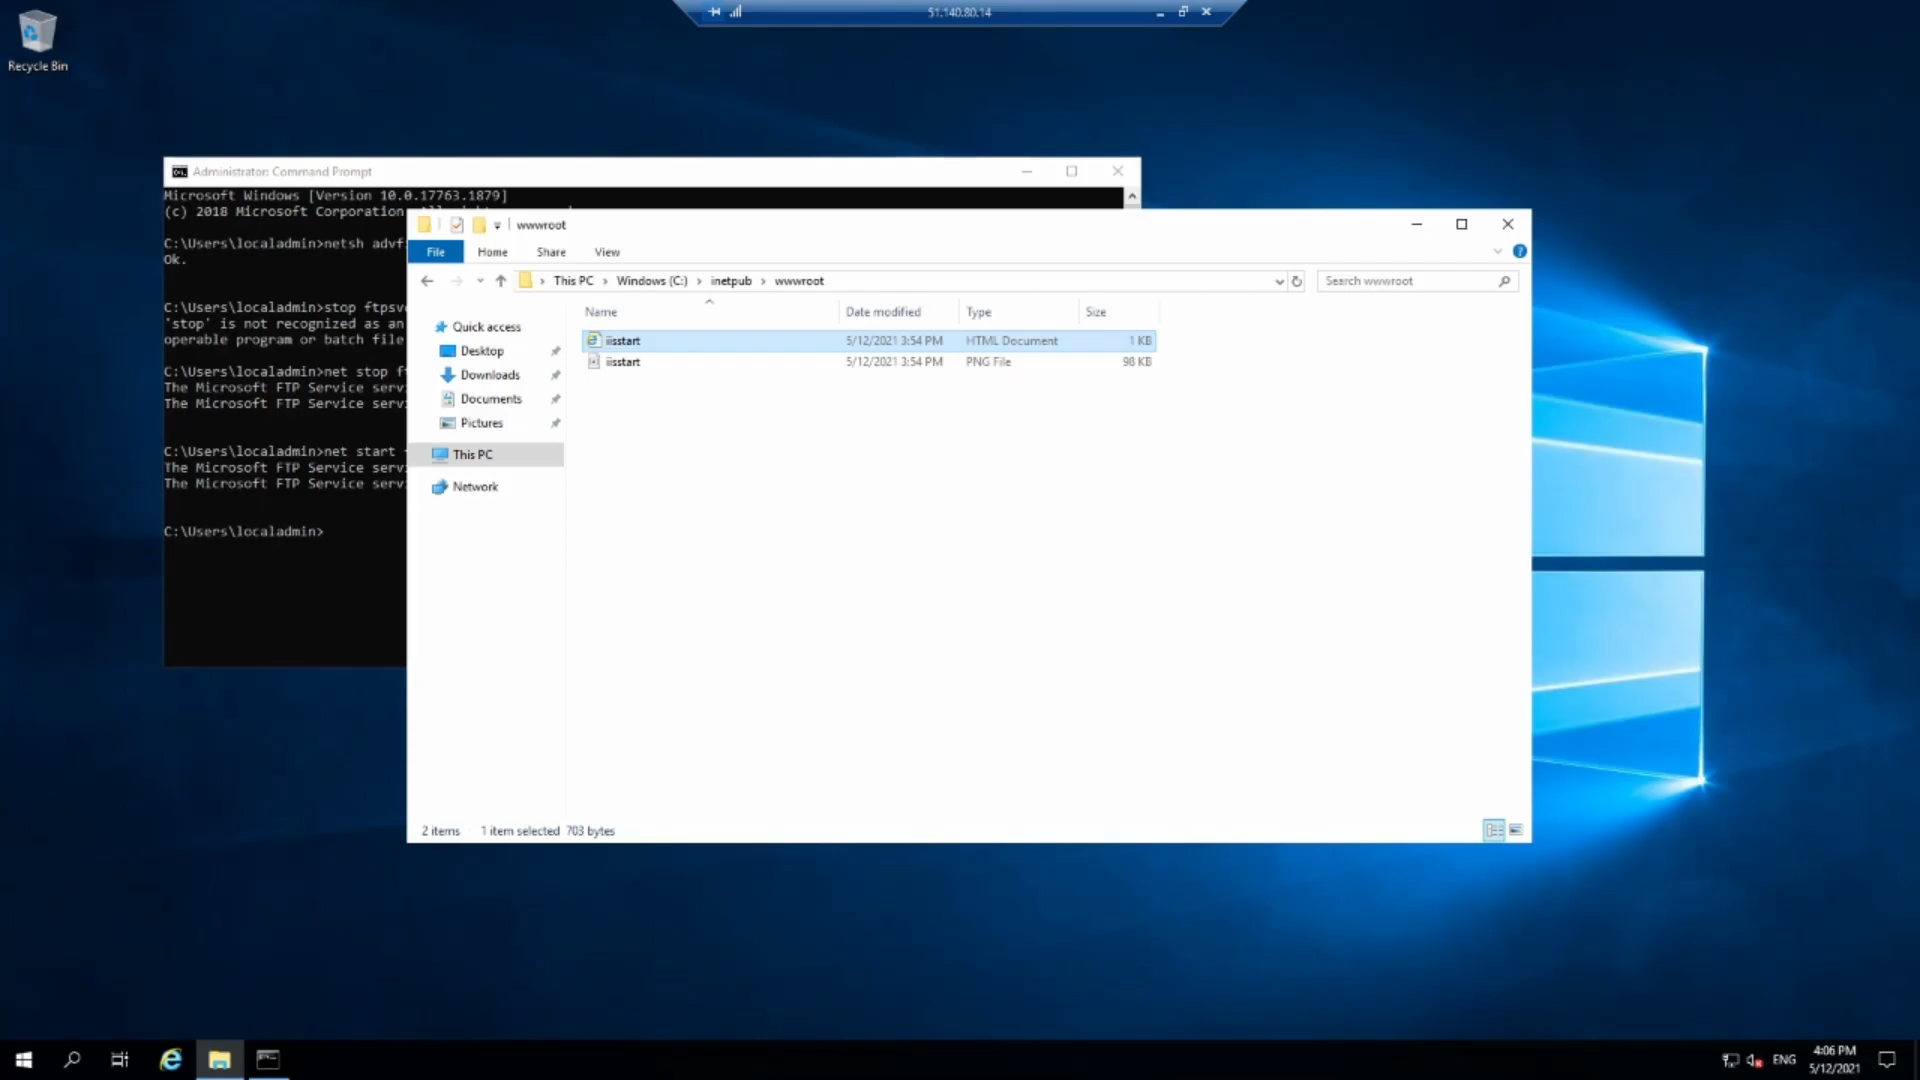 51.140.80.14
Recycle Bin
Administrator: Command Prompt
Microsoft Windows [Version 10.0.17763.1879]
(c) 2018 Microsoft Corporation
C:\Users\localadmin>netsh advf
Ok.
C:\Users\localadmin>stop ftpsv
'stop' is not recognized as an
operable program or batch file
C:\Users\localadmin>net stop f
The Microsoft FTP Service serv
The Microsoft FTP Service serv
C:\Users\localadmin>net start
The Microsoft FTP Service serv
The Microsoft FTP Service serv
C:\Users\localadmin>
wwwroot
File Home Share View
This PC > Windows (C:) > inetpub > wwwroot
Search wwwroot
Quick access
Desktop
Downloads
Documents
Pictures
This PC
Network
Name Date modified Type Size
iisstart 5/12/2021 3:54 PM HTML Document 1 KB
iisstart 5/12/2021 3:54 PM PNG File 98 KB
2 items 1 item selected 703 bytes
ENG
4:06 PM
5/12/2021